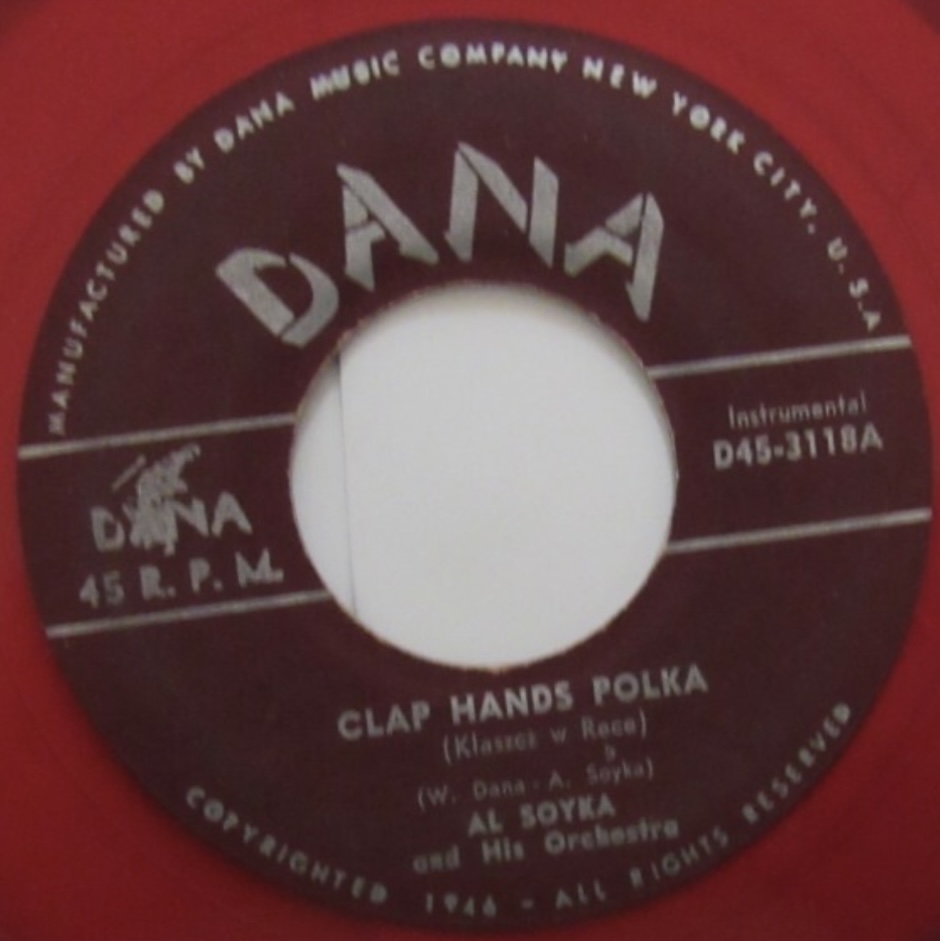 MANUFACTURED BY DANA MUSIC COMPANY NEW YORK CITY, U.S.A
DANA
Instrumental
D45-3118A
DANA
45 R. P. M.
CLAP HANDS POLKA
(Klaszcz w Race)
(W. Dana - A. Soyka)
AL SOYKA
and His Orchestra
COPYRIGHTED 1946 - ALL RIGHTS RESERVED